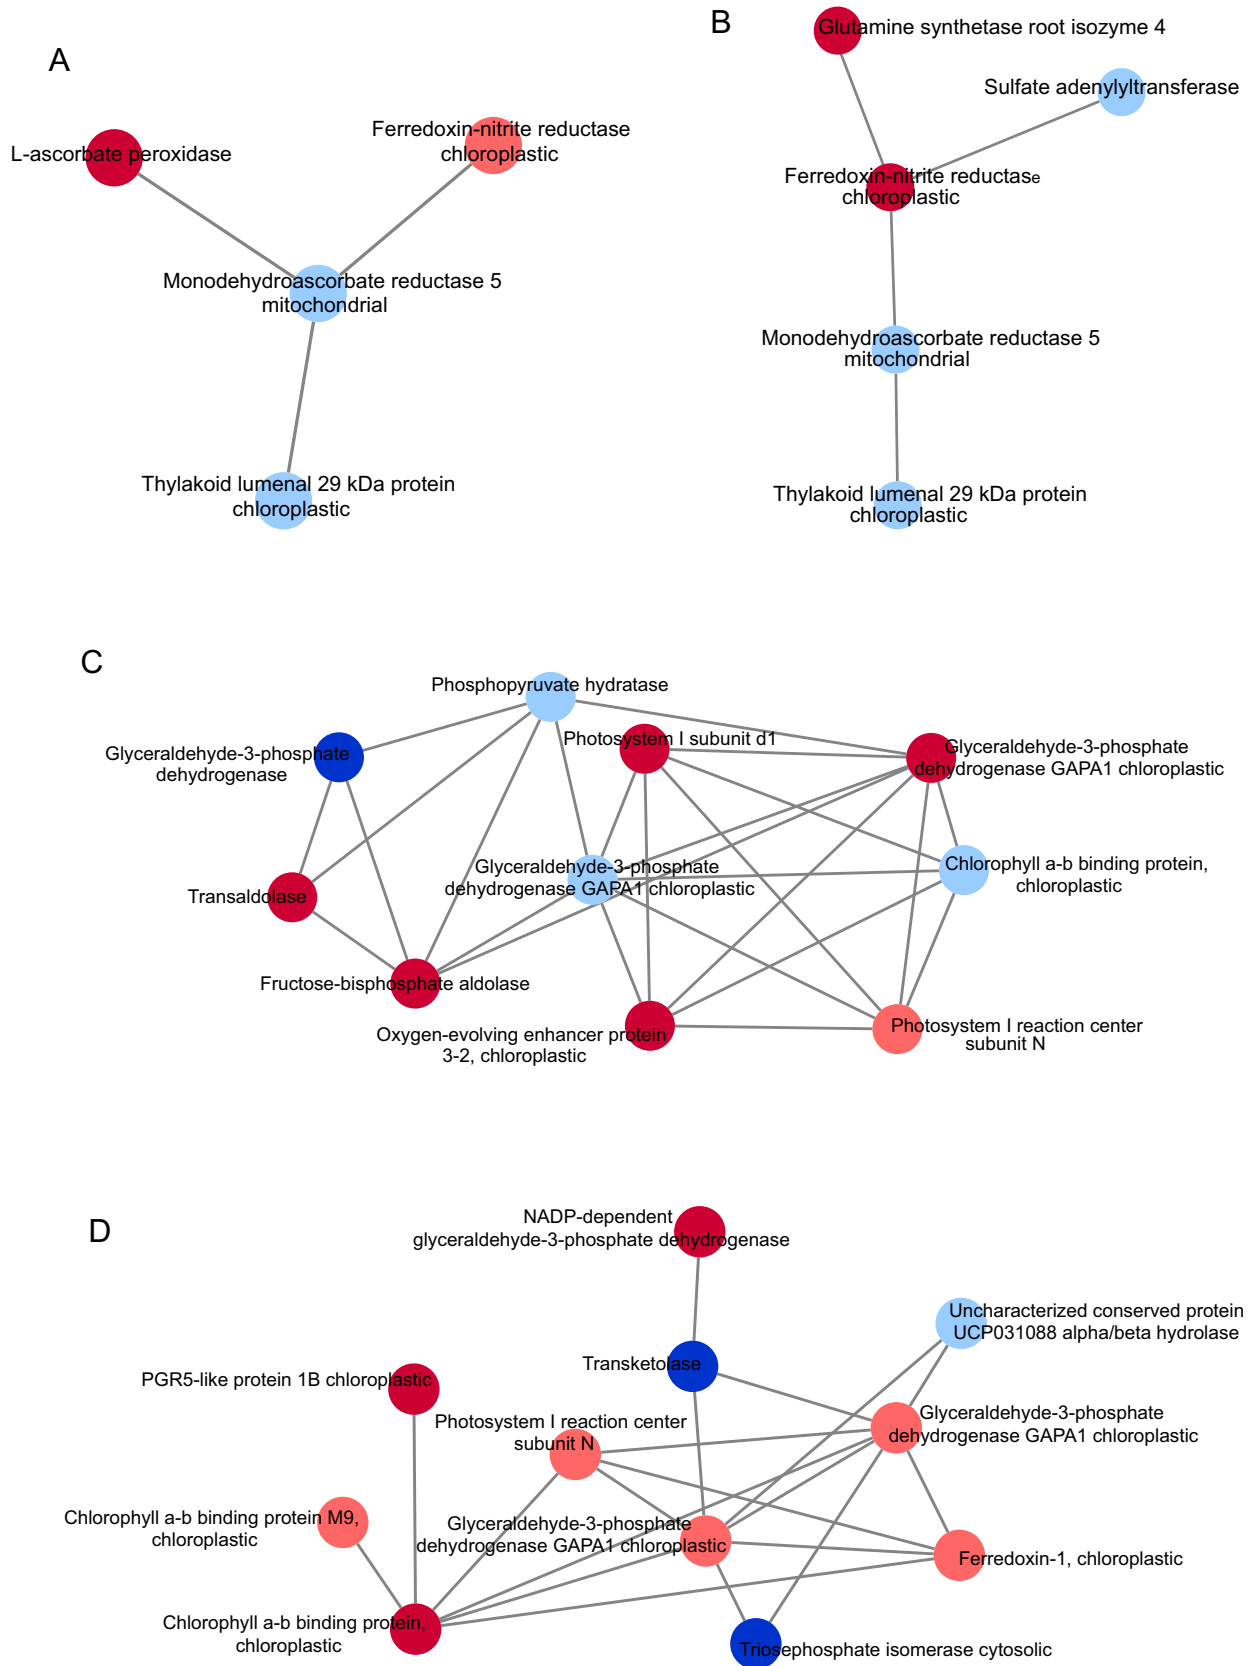 A
L-ascorbate peroxidase
Ferredoxin-nitrite reductase
chloroplastic
Monodehydroascorbate reductase 5
mitochondrial
Thylakoid lumenal 29 kDa protein
chloroplastic
B
Glutamine synthetase root isozyme 4
Sulfate adenylyltransferase
Ferredoxin-nitrite reductase
chloroplastic
Monodehydroascorbate reductase 5
mitochondrial
Thylakoid lumenal 29 kDa protein
chloroplastic
C
Phosphopyruvate hydratase
Glyceraldehyde-3-phosphate
dehydrogenase
Photosystem I subunit d1
Glyceraldehyde-3-phosphate
dehydrogenase GAPA1 chloroplastic
Transaldolase
Glyceraldehyde-3-phosphate
dehydrogenase GAPA1 chloroplastic
Chlorophyll a-b binding protein,
chloroplastic
Fructose-bisphosphate aldolase
Oxygen-evolving enhancer protein
3-2, chloroplastic
Photosystem I reaction center
subunit N
D
NADP-dependent
glyceraldehyde-3-phosphate dehydrogenase
Uncharacterized conserved protein
UCP031088 alpha/beta hydrolase
Transketolase
PGR5-like protein 1B chloroplastic
Photosystem I reaction center
subunit N
Glyceraldehyde-3-phosphate
dehydrogenase GAPA1 chloroplastic
Chlorophyll a-b binding protein M9,
chloroplastic
Glyceraldehyde-3-phosphate
dehydrogenase GAPA1 chloroplastic
Ferredoxin-1, chloroplastic
Chlorophyll a-b binding protein,
chloroplastic
Triosephosphate isomerase cytosolic